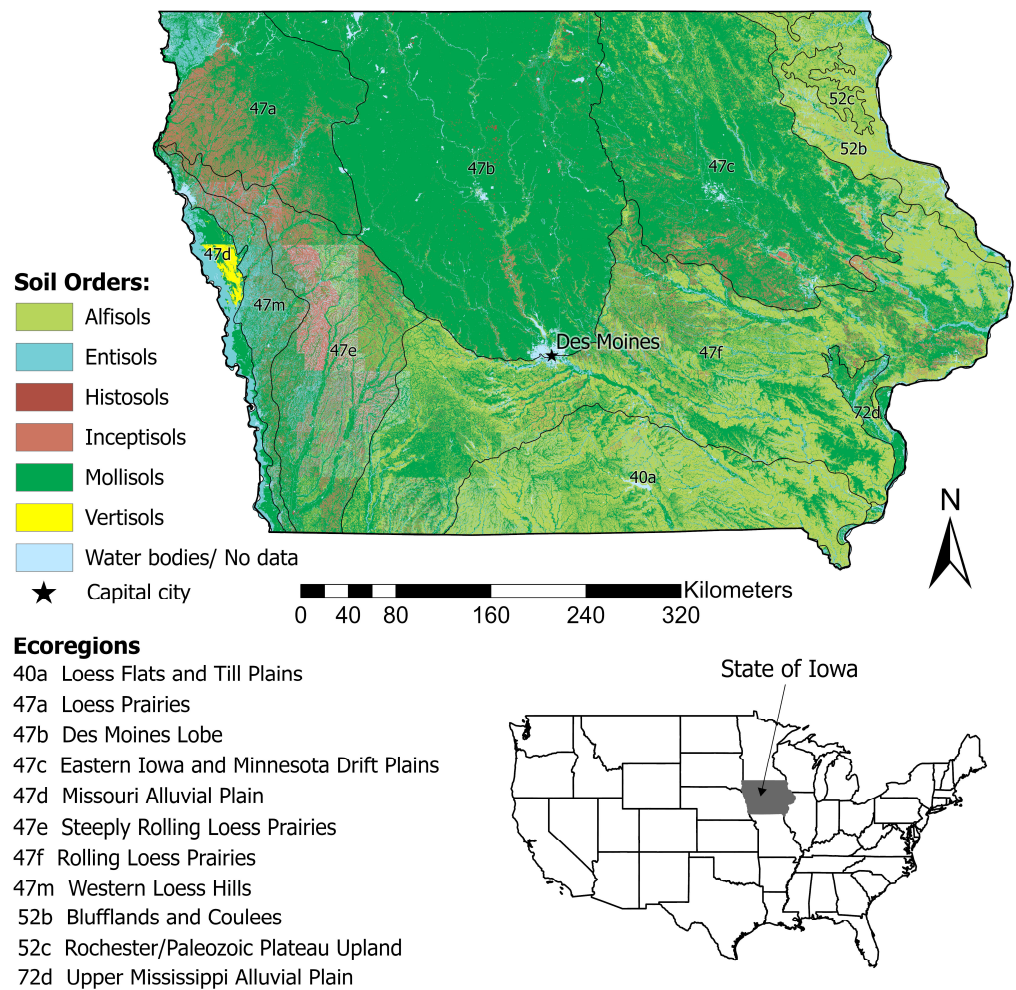 47a
47b
47c
52c
52b
47d
47m
47e
Des Moines
47f
72d
40a
Soil Orders:
Alfisols
Entisols
Histosols
Inceptisols
Mollisols
Vertisols
Water bodies/ No data
Capital city
N
Kilometers
0 40 80 160 240 320
Ecoregions
40a Loess Flats and Till Plains
47a Loess Prairies
47b Des Moines Lobe
47c Eastern Iowa and Minnesota Drift Plains
47d Missouri Alluvial Plain
47e Steeply Rolling Loess Prairies
47f Rolling Loess Prairies
47m Western Loess Hills
52b Blufflands and Coulees
52c Rochester/Paleozoic Plateau Upland
72d Upper Mississippi Alluvial Plain
State of Iowa